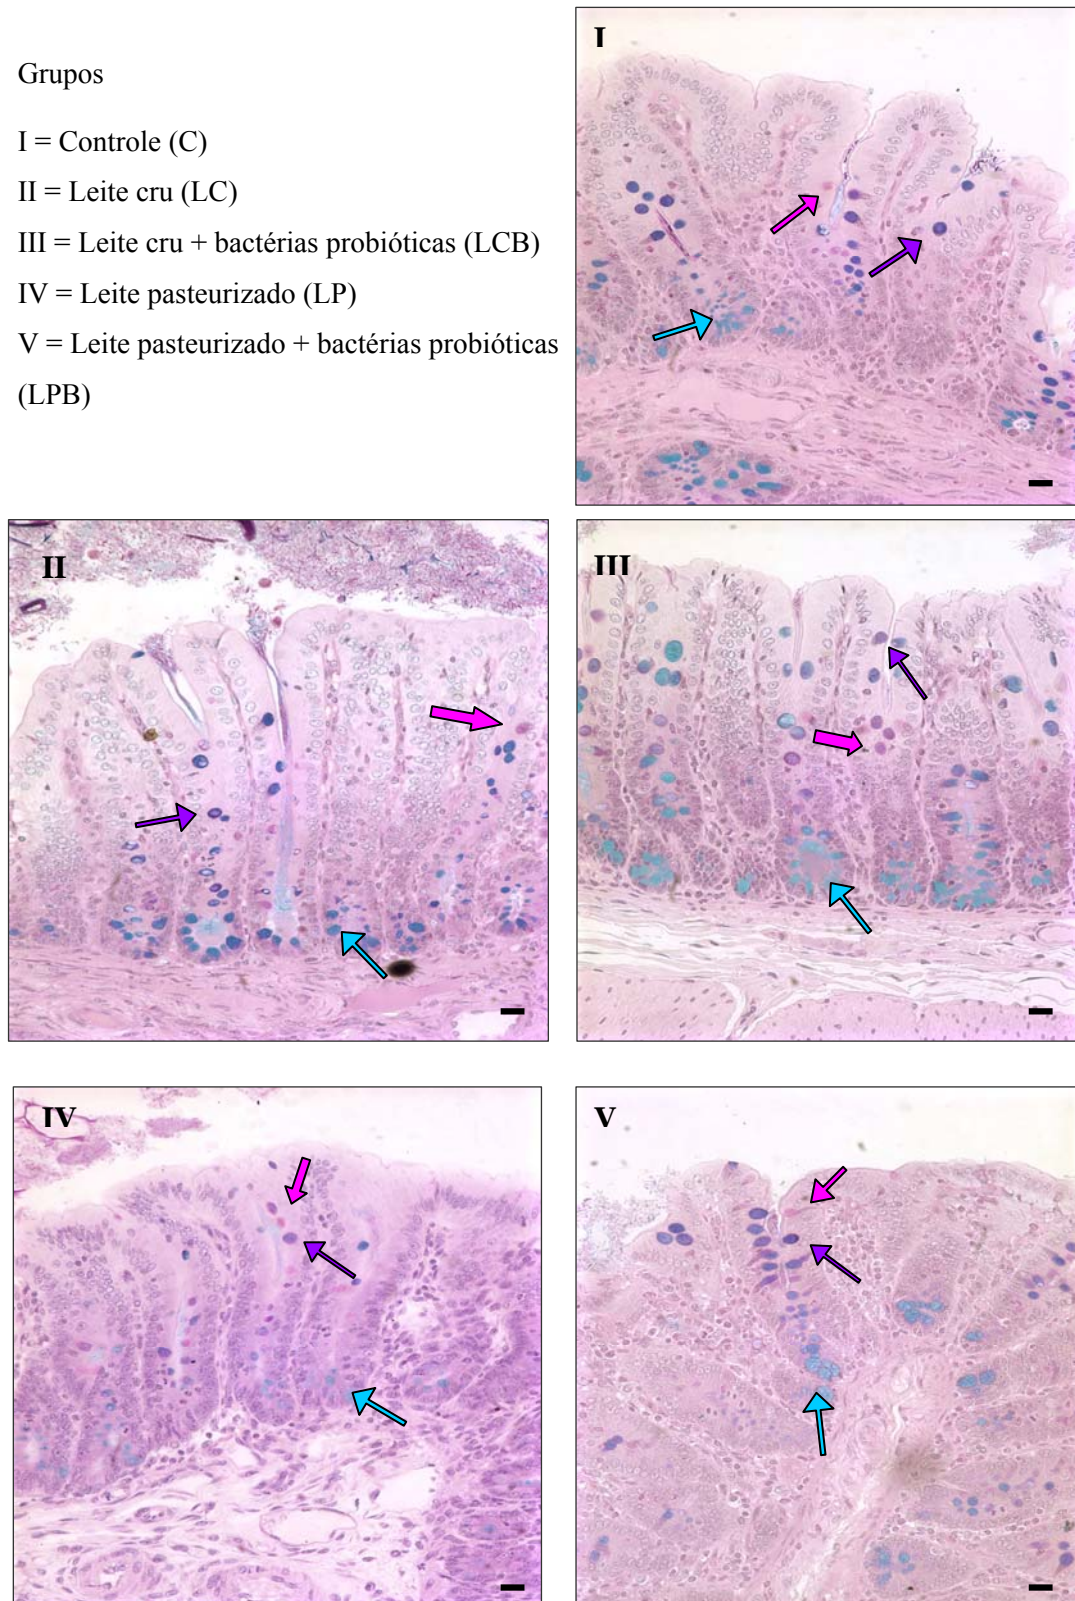 Grupos
I = Controle (C)
II = Leite cru (LC)
III = Leite cru + bactérias probióticas (LCB)
IV = Leite pasteurizado (LP)
V = Leite pasteurizado + bactérias probióticas
(LPB)
I
II
III
IV
V